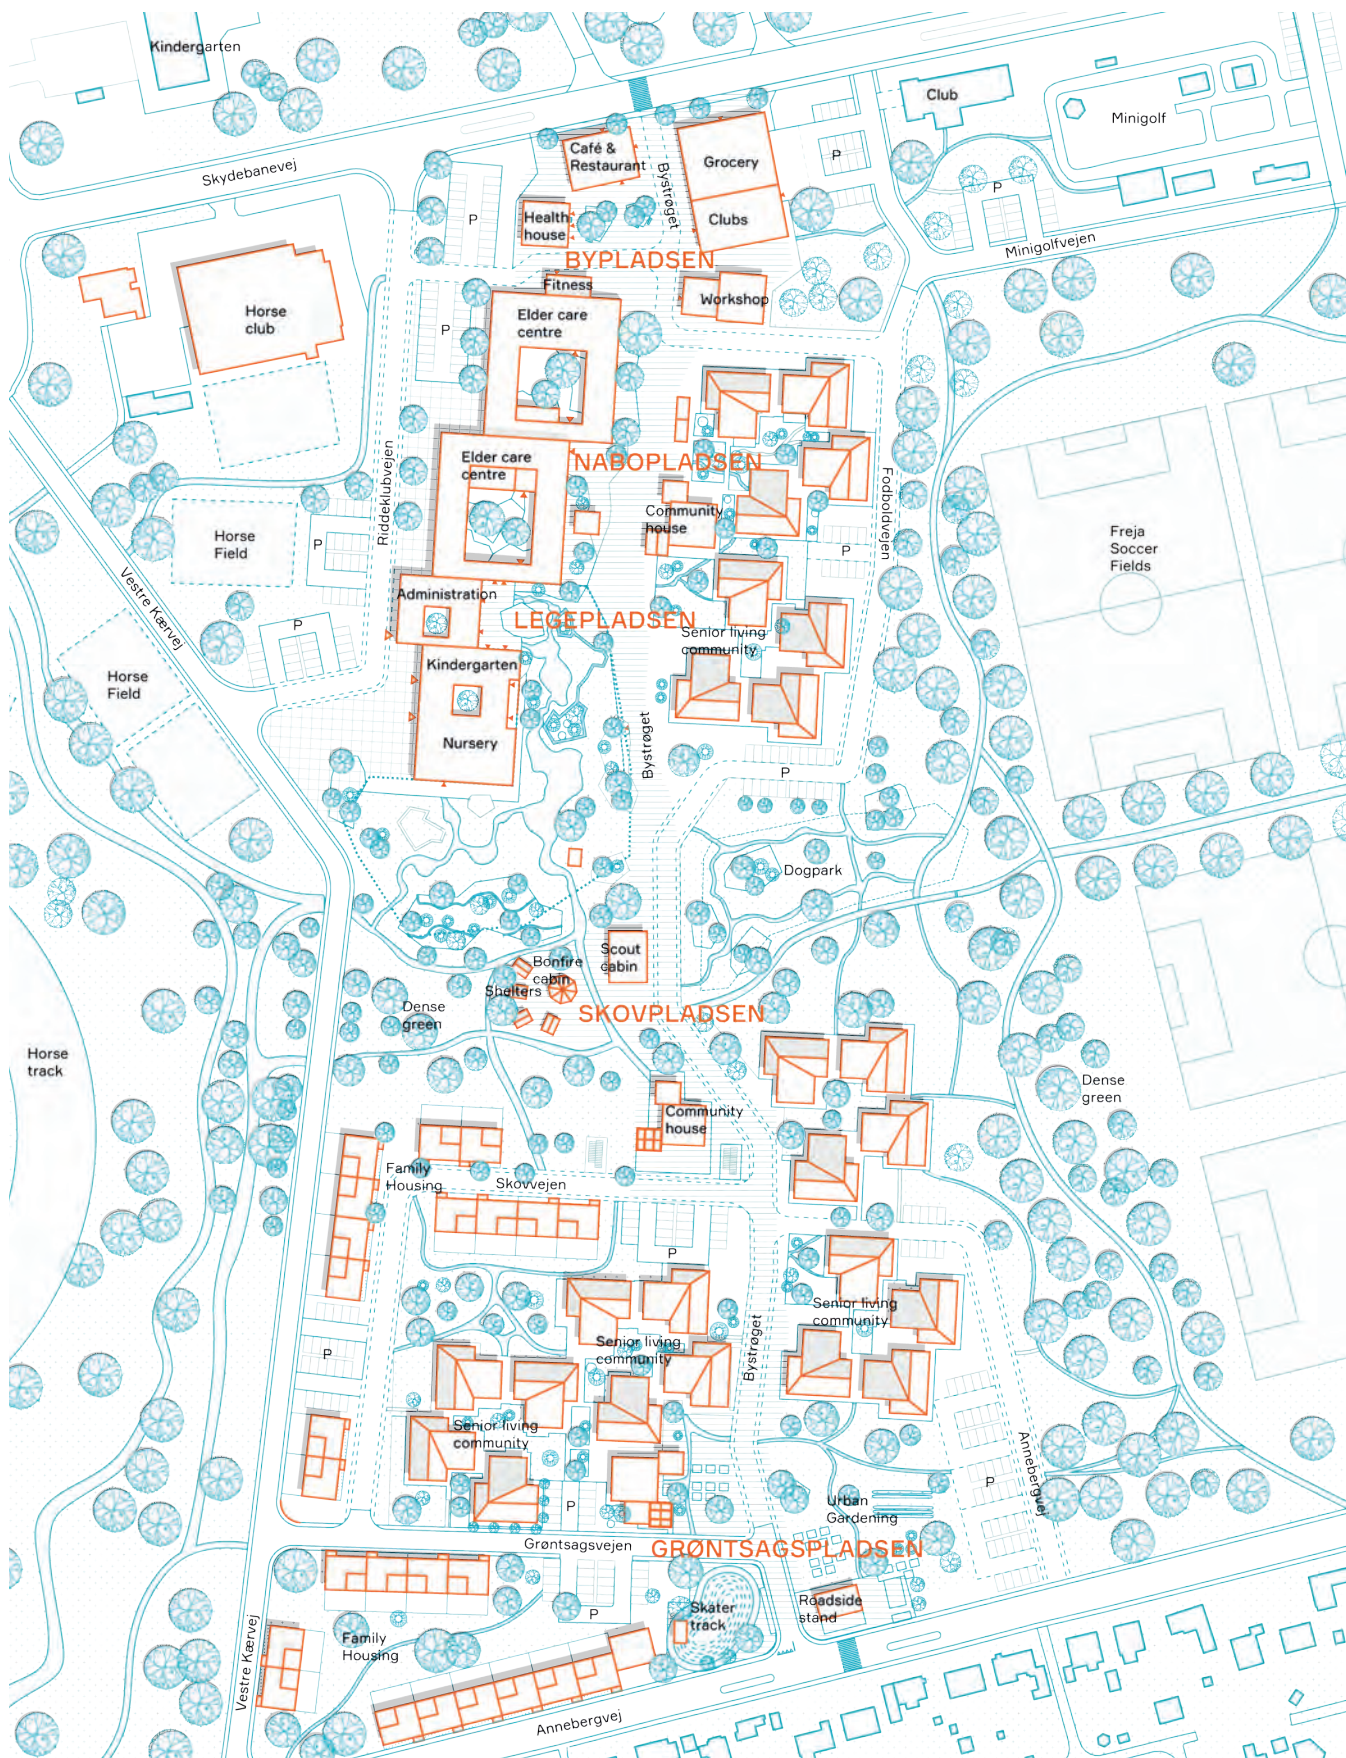 Kindergarten
Club
Minigolf
Skydebanevej
Café &
Restaurant
Grocery
P
P
Bystrøget
P
Health
house
Clubs
Minigolfvejen
BYPLADSEN
Fitness
Workshop
Horse
club
Elder care
centre
P
Elder care
centre
NABOPLADSEN
Riddeklubvejen
Fodboldvejen
Community
house
Horse
Field
P
P
Freja
Soccer
Fields
Vestre Kærvej
Administration
LEGEPLADSEN
P
Senior living
community
Kindergarten
Horse
Field
Nursery
Bystrøget
P
Dogpark
Scout
cabin
Bonfire
cabin
Shelters
Dense
green
SKOVPLADSEN
Horse
track
Dense
green
Community
house
Family
Housing
Skovvejen
P
Senior living
community
Bystrøget
Senior living
community
P
Senior living
community
Annebergvej
P
P
Urban
Gardening
Grøntsagsvejen
GRØNTSAGSPLADSEN
Roadside
stand
Skater
track
P
Family
Housing
Vestre Kærvej
Annebergvej